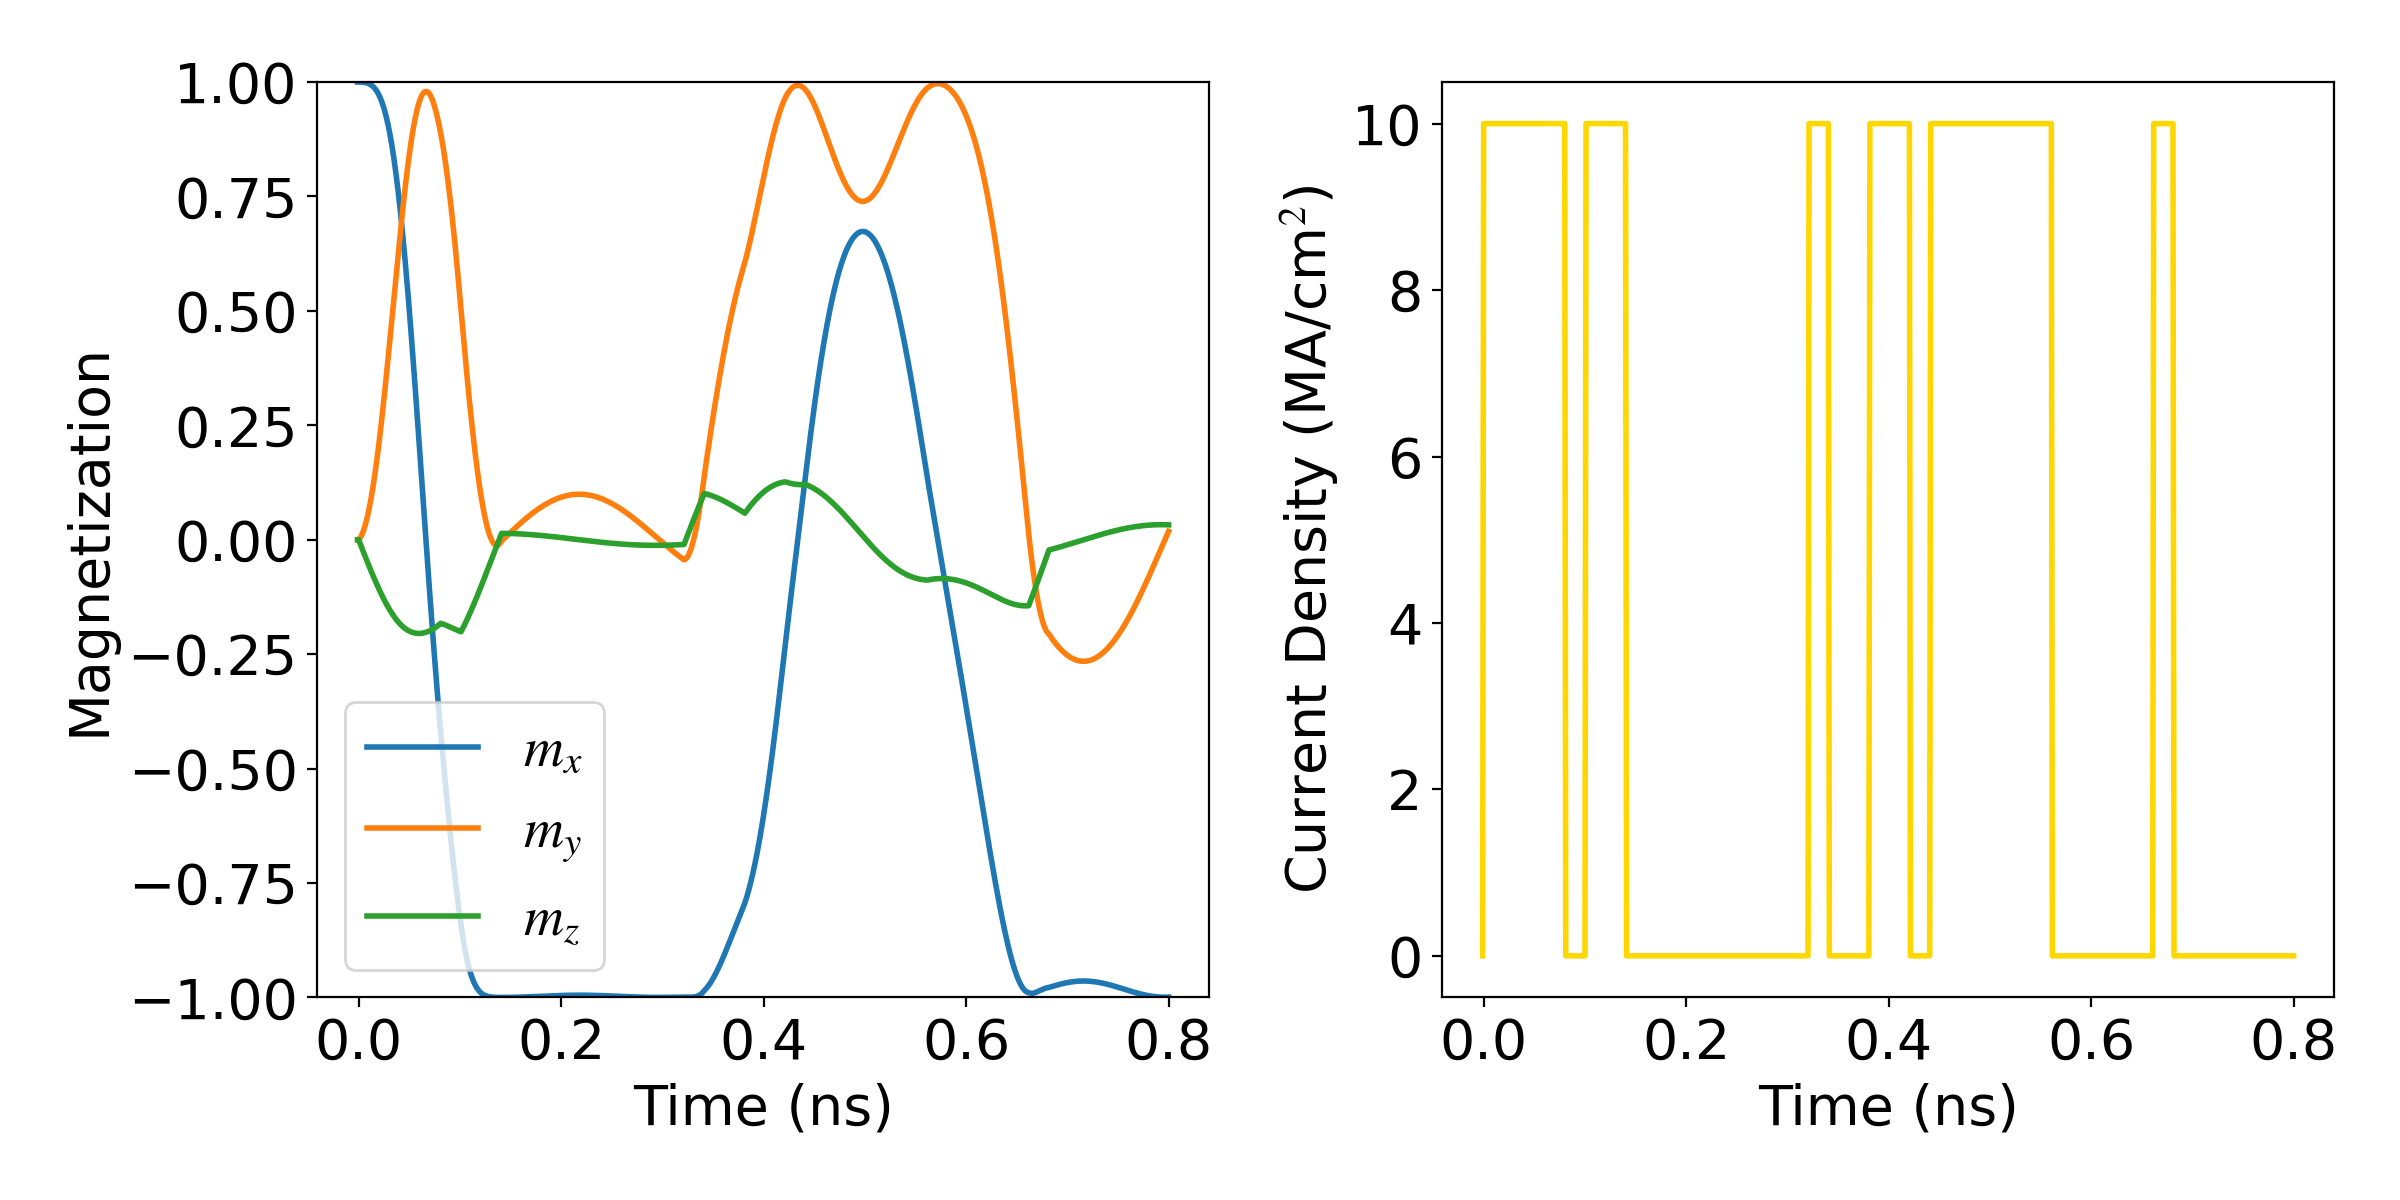 Magnetization
1.00
0.75
0.50
0.25
0.00
−0.25
−0.50
−0.75
−1.00
m_x
m_y
m_z
0.0 0.2 0.4 0.6 0.8
Time (ns)
Current Density (MA/cm²)
10
8
6
4
2
0
0.0 0.2 0.4 0.6 0.8
Time (ns)